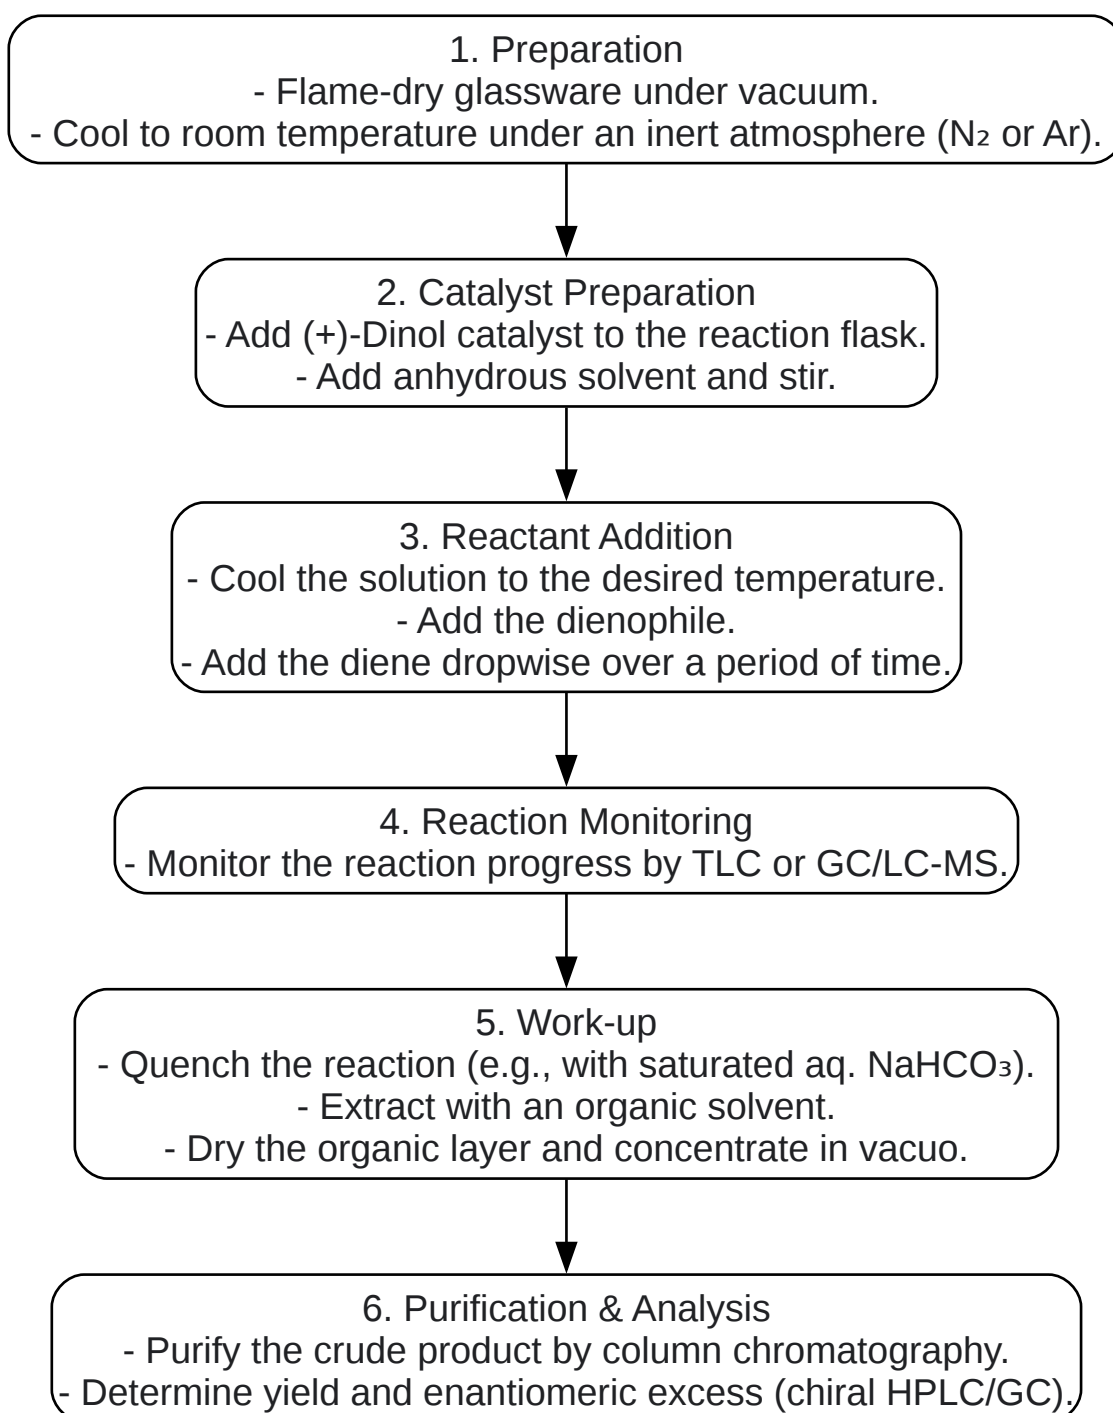 1. Preparation
- Flame-dry glassware under vacuum.
- Cool to room temperature under an inert atmosphere (N₂ or Ar).
2. Catalyst Preparation
- Add (+)-Dinol catalyst to the reaction flask.
- Add anhydrous solvent and stir.
3. Reactant Addition
- Cool the solution to the desired temperature.
- Add the dienophile.
- Add the diene dropwise over a period of time.
4. Reaction Monitoring
- Monitor the reaction progress by TLC or GC/LC-MS.
5. Work-up
- Quench the reaction (e.g., with saturated aq. NaHCO₃).
- Extract with an organic solvent.
- Dry the organic layer and concentrate in vacuo.
6. Purification & Analysis
- Purify the crude product by column chromatography.
- Determine yield and enantiomeric excess (chiral HPLC/GC).